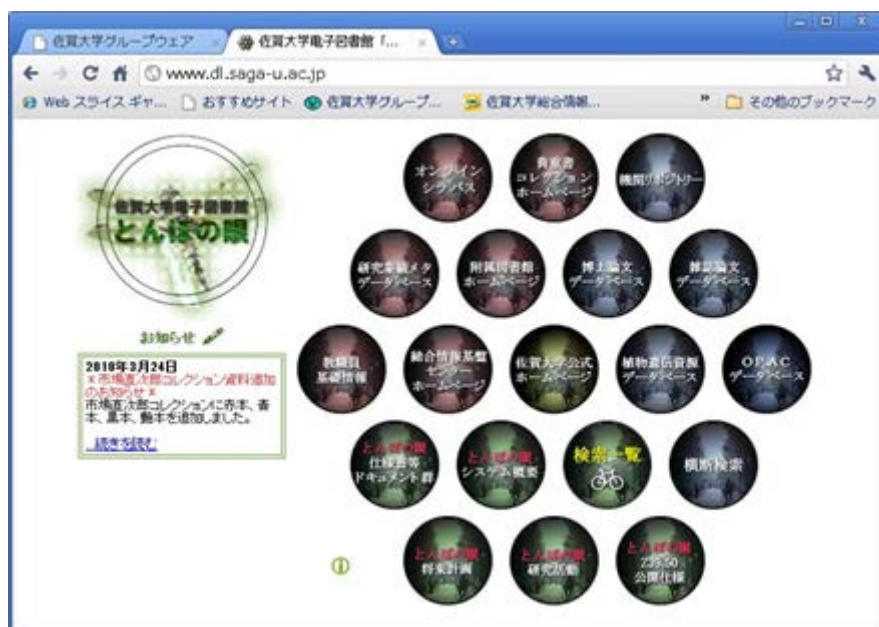 佐賀大学グループウェア
佐賀大学電子図書館「...
www.dl.saga-u.ac.jp
Web スライス ギャ...
おすすめサイト
佐賀大学グループ...
佐賀大学総合情報...
»
その他のブックマーク
佐賀大学電子図書館
とんぼの眼
お知らせ
2010年3月24日
×市場直次郎コレクション資料追加
のお知らせ×
市場直次郎コレクションに赤本、青
本、黒本、艶本を追加しました。
...続きを読む
オンライン
シラバス
貴重書
コレクション
ホームページ
機関リポジトリー
研究業績メタ
データベース
附属図書館
ホームページ
博士論文
データベース
雑誌論文
データベース
教職員
基礎情報
総合情報基盤
センター
ホームページ
佐賀大学公式
ホームページ
植物遺伝資源
データベース
OPAC
データベース
とんぼの眼
仕様書等
ドキュメント群
とんぼの眼
システム概要
検索一覧
横断検索
とんぼの眼
将来計画
とんぼの眼
研究活動
とんぼの眼
Z39.50
公開仕様